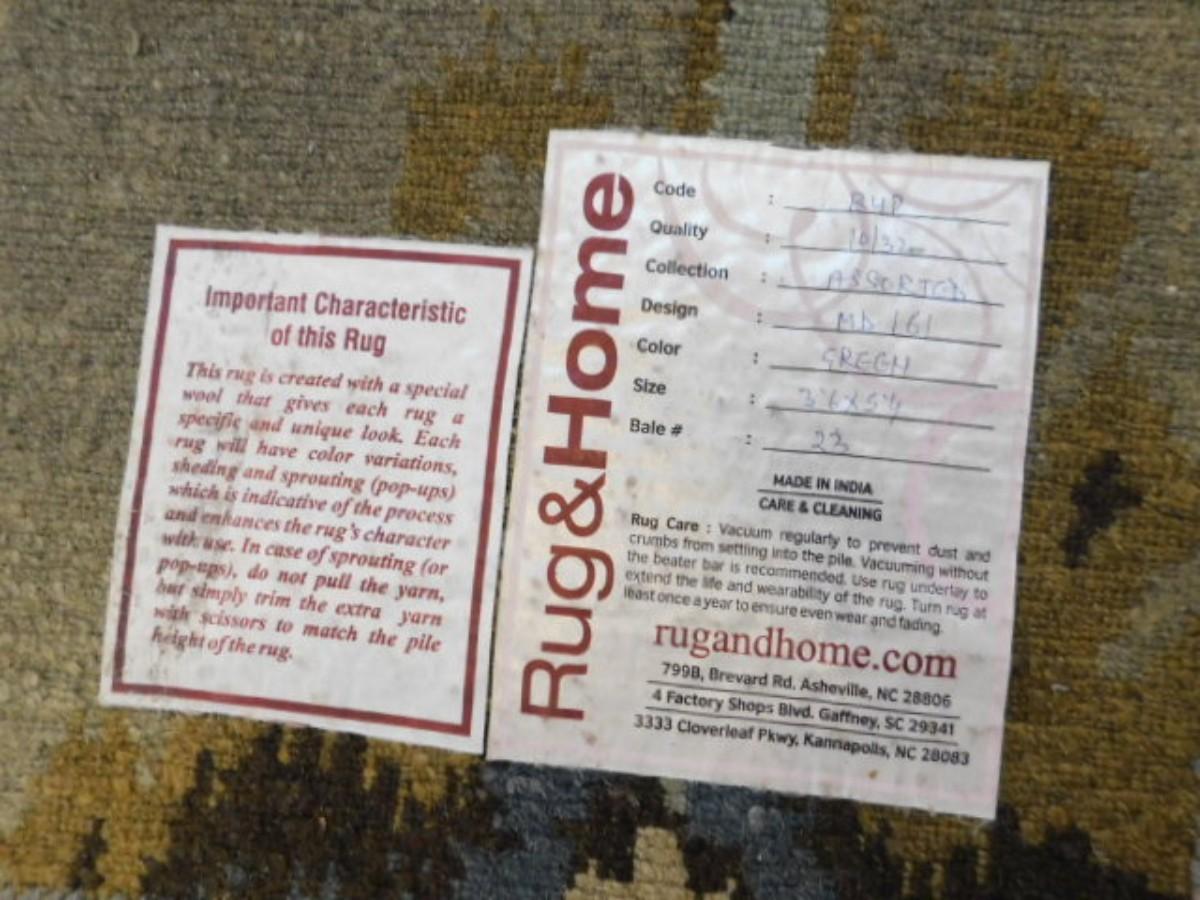 Important Characteristic
of this Rug
This rug is created with a special
wool that gives each rug a
specific and unique look. Each
rug will have color variations,
sheding and sprouting (pop-ups)
which is indicative of the process
and enhances the rug's character
with use. In case of sprouting (or
pop-ups), do not pull the yarn,
but simply trim the extra yarn
with scissors to match the pile
height of the rug.
Rug&Home
Code :
Quality :
Collection : ASSORTED
Design : MD 161
Color : GREEN
Size :
Bale # : 23
MADE IN INDIA
CARE & CLEANING
Rug Care : Vacuum regularly to prevent dust and
crumbs from settling into the pile. Vacuuming without
the beater bar is recommended. Use rug underlay to
extend the life and wearability of the rug. Turn rug at
least once a year to ensure even wear and fading.
rugandhome.com
799B, Brevard Rd. Asheville, NC 28806
4 Factory Shops Blvd. Gaffney, SC 29341
3333 Cloverleaf Pkwy, Kannapolis, NC 28083